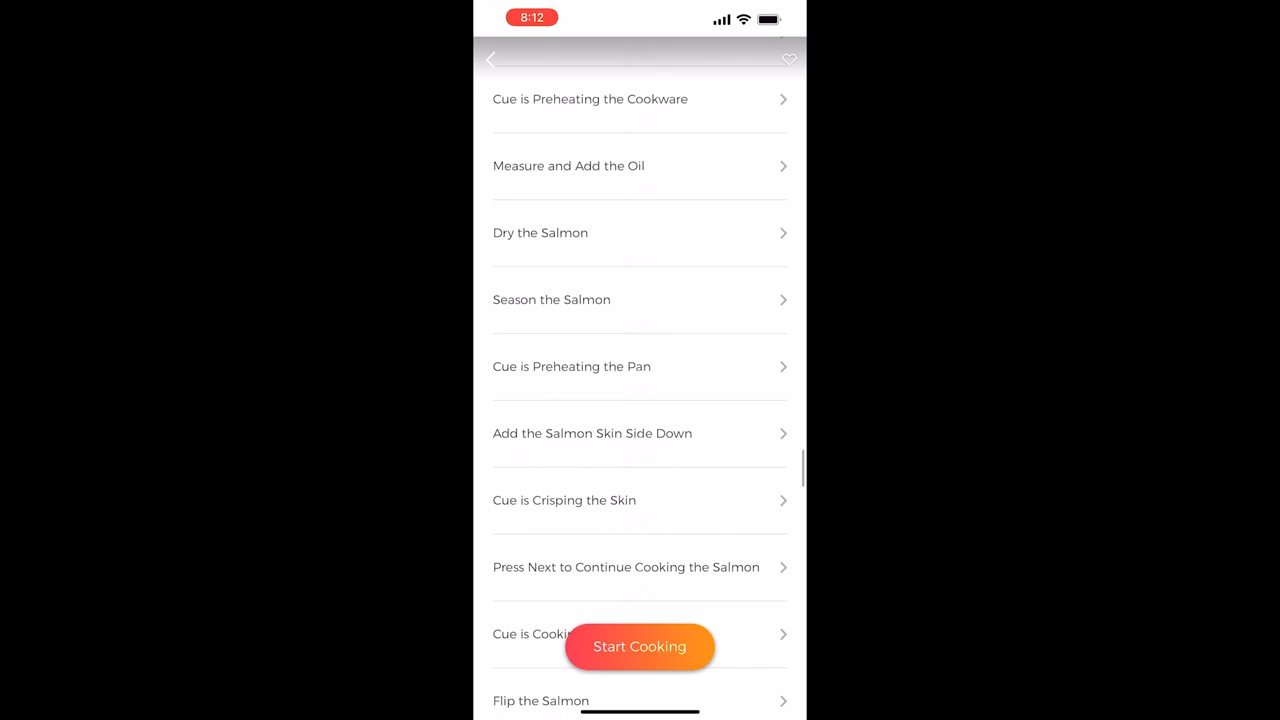 8:12
Cue is Preheating the Cookware
Measure and Add the Oil
Dry the Salmon
Season the Salmon
Cue is Preheating the Pan
Add the Salmon Skin Side Down
Cue is Crisping the Skin
Press Next to Continue Cooking the Salmon
Cue is
Start Cooking
Flip the Salmon